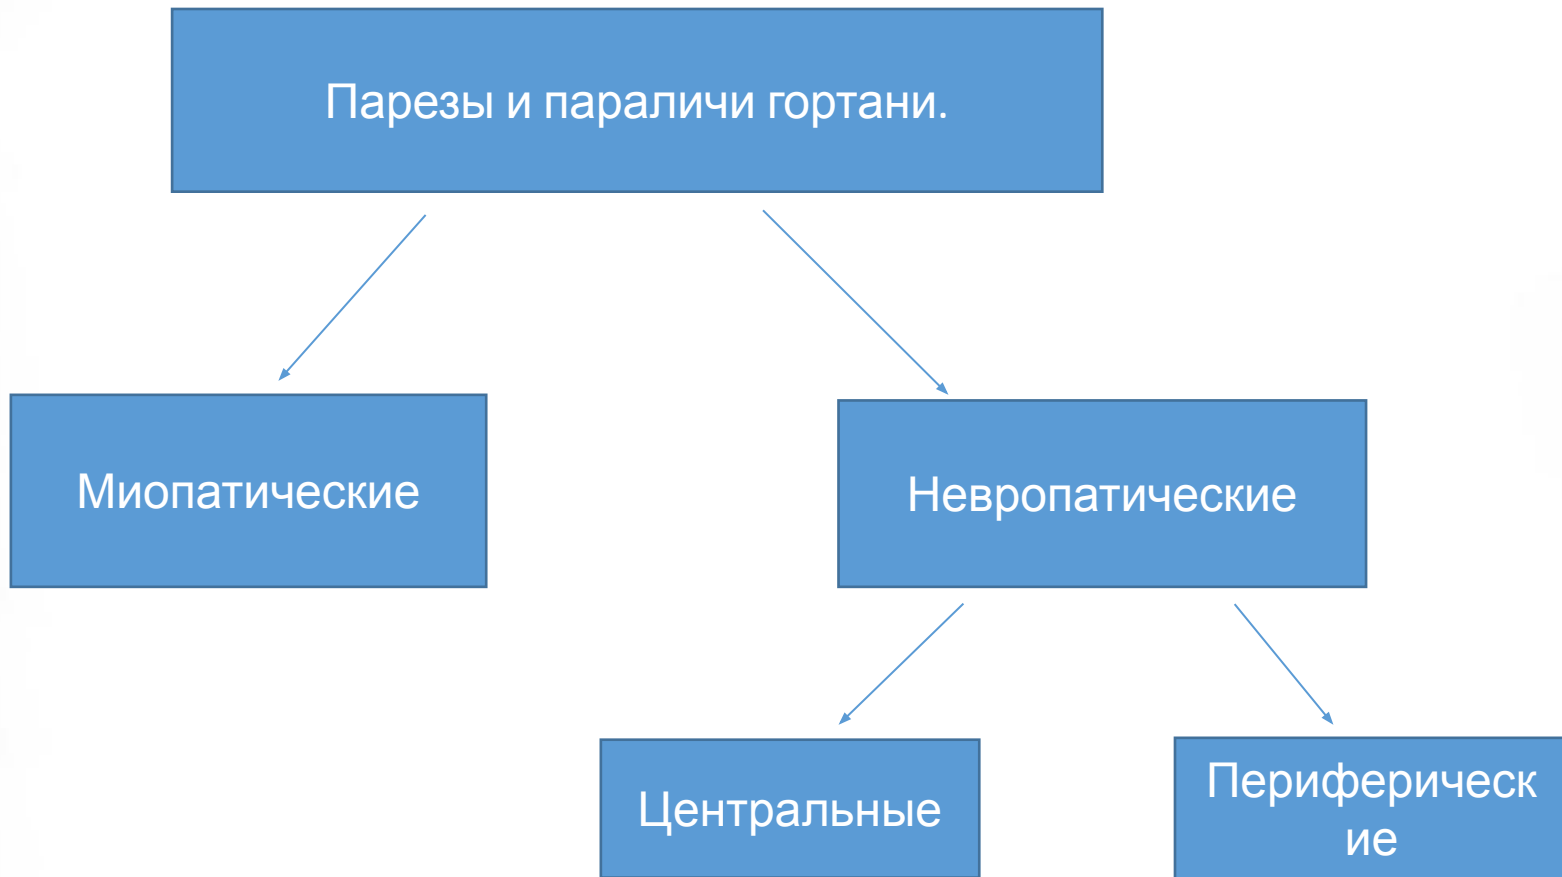 Парезы и параличи гортани.
Миопатические
Невропатические
Центральные
Периферическ
ие